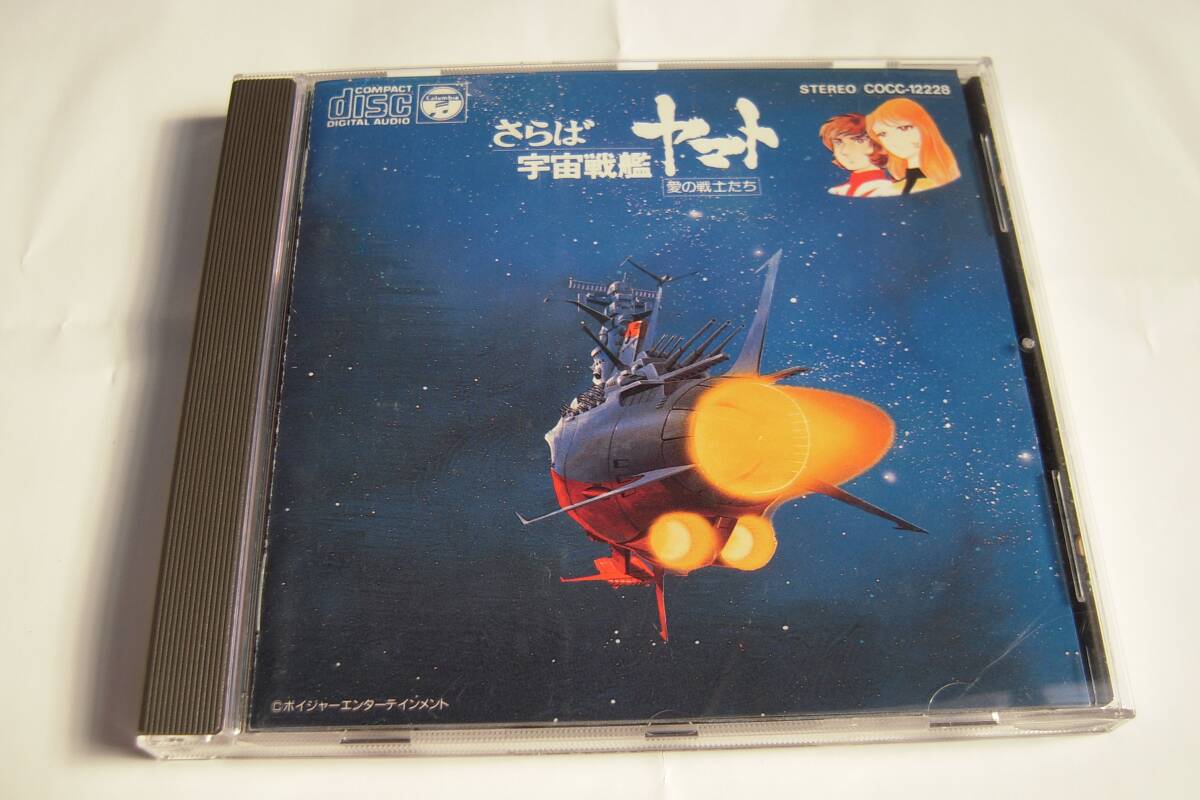 COMPACT
disc
DIGITAL AUDIO
Columbia
STEREO COCC-12228
さらば
宇宙戦艦
ヤマト
愛の戦士たち
©ボイジャーエンターテインメント